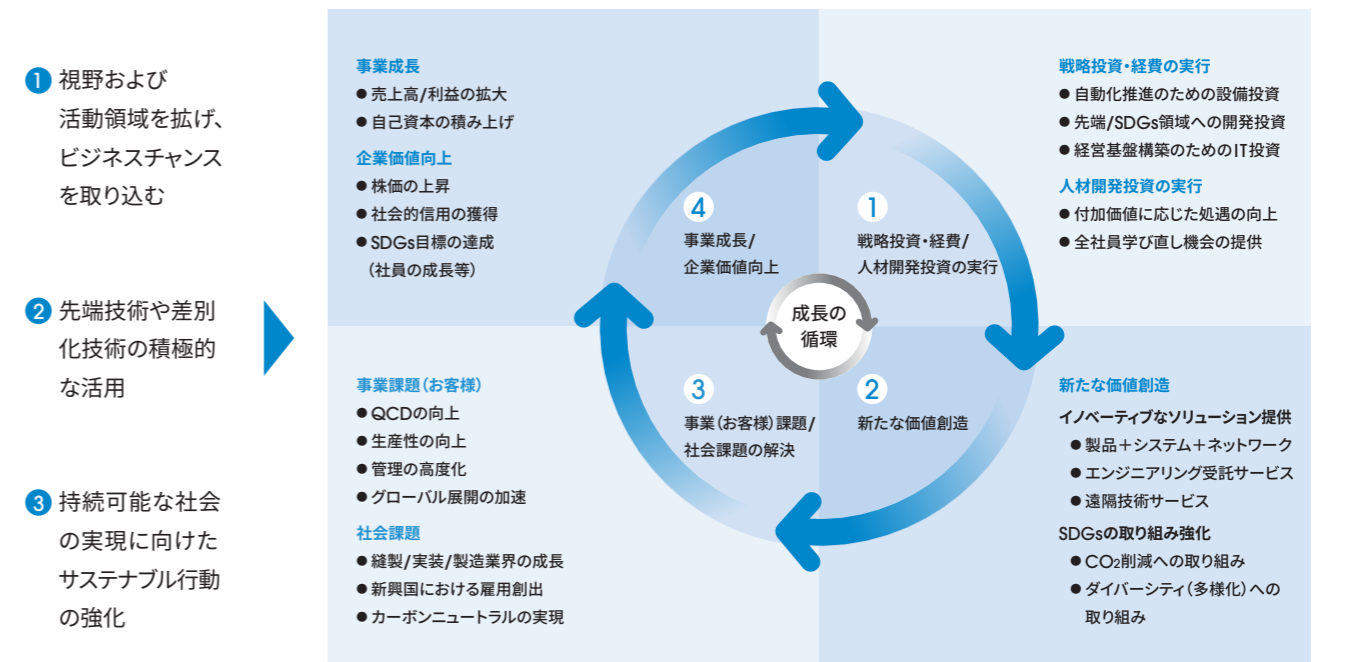 ❶ 視野および
活動領域を拡げ、
ビジネスチャンス
を取り込む
❷ 先端技術や差別
化技術の積極的
な活用
❸ 持続可能な社会
の実現に向けた
サステナブル行動
の強化
事業成長
● 売上高/利益の拡大
● 自己資本の積み上げ
企業価値向上
● 株価の上昇
● 社会的信用の獲得
● SDGs目標の達成
（社員の成長等）
4
事業成長/
企業価値向上
1
戦略投資・経費/
人材開発投資の実行
戦略投資・経費の実行
● 自動化推進のための設備投資
● 先端/SDGs領域への開発投資
● 経営基盤構築のためのIT投資
人材開発投資の実行
● 付加価値に応じた処遇の向上
● 全社員学び直し機会の提供
成長の
循環
事業課題（お客様）
● QCDの向上
● 生産性の向上
● 管理の高度化
● グローバル展開の加速
社会課題
● 縫製/実装/製造業界の成長
● 新興国における雇用創出
● カーボンニュートラルの実現
3
事業（お客様）課題/
社会課題の解決
2
新たな価値創造
新たな価値創造
イノベーティブなソリューション提供
● 製品＋システム＋ネットワーク
● エンジニアリング受託サービス
● 遠隔技術サービス
SDGsの取り組み強化
● CO2削減への取り組み
● ダイバーシティ（多様化）への
取り組み